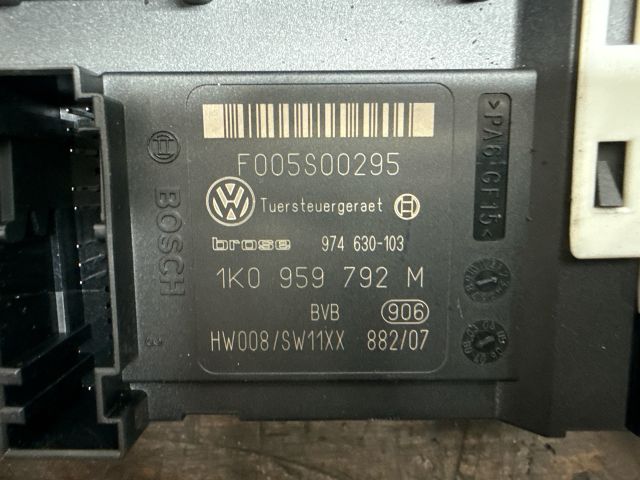 F005S00295
Tuersteuergeraet
brose 974 630-103
1K0 959 792 M
BVB 906
HW008/SW11XX 882/07
BOSCH
>PA6 GF15<